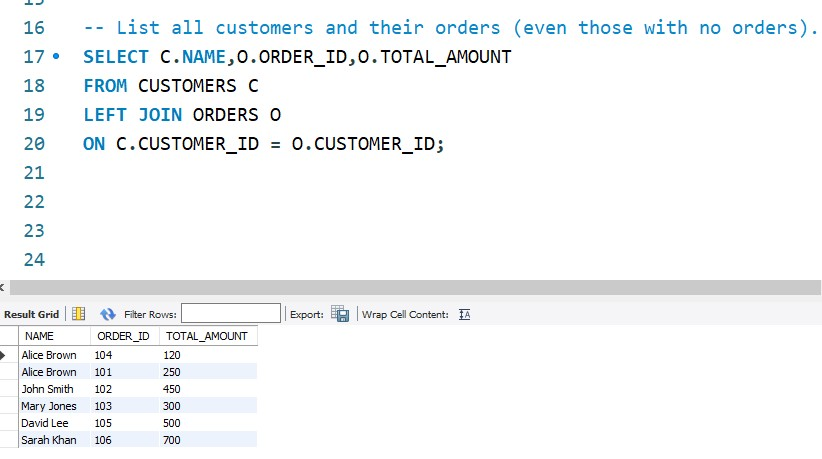 15
16 -- List all customers and their orders (even those with no orders).
17 SELECT C.NAME,O.ORDER_ID,O.TOTAL_AMOUNT
18 FROM CUSTOMERS C
19 LEFT JOIN ORDERS O
20 ON C.CUSTOMER_ID = O.CUSTOMER_ID;
21
22
23
24
Result Grid Filter Rows: Export: Wrap Cell Content:
NAME ORDER_ID TOTAL_AMOUNT
Alice Brown 104 120
Alice Brown 101 250
John Smith 102 450
Mary Jones 103 300
David Lee 105 500
Sarah Khan 106 700